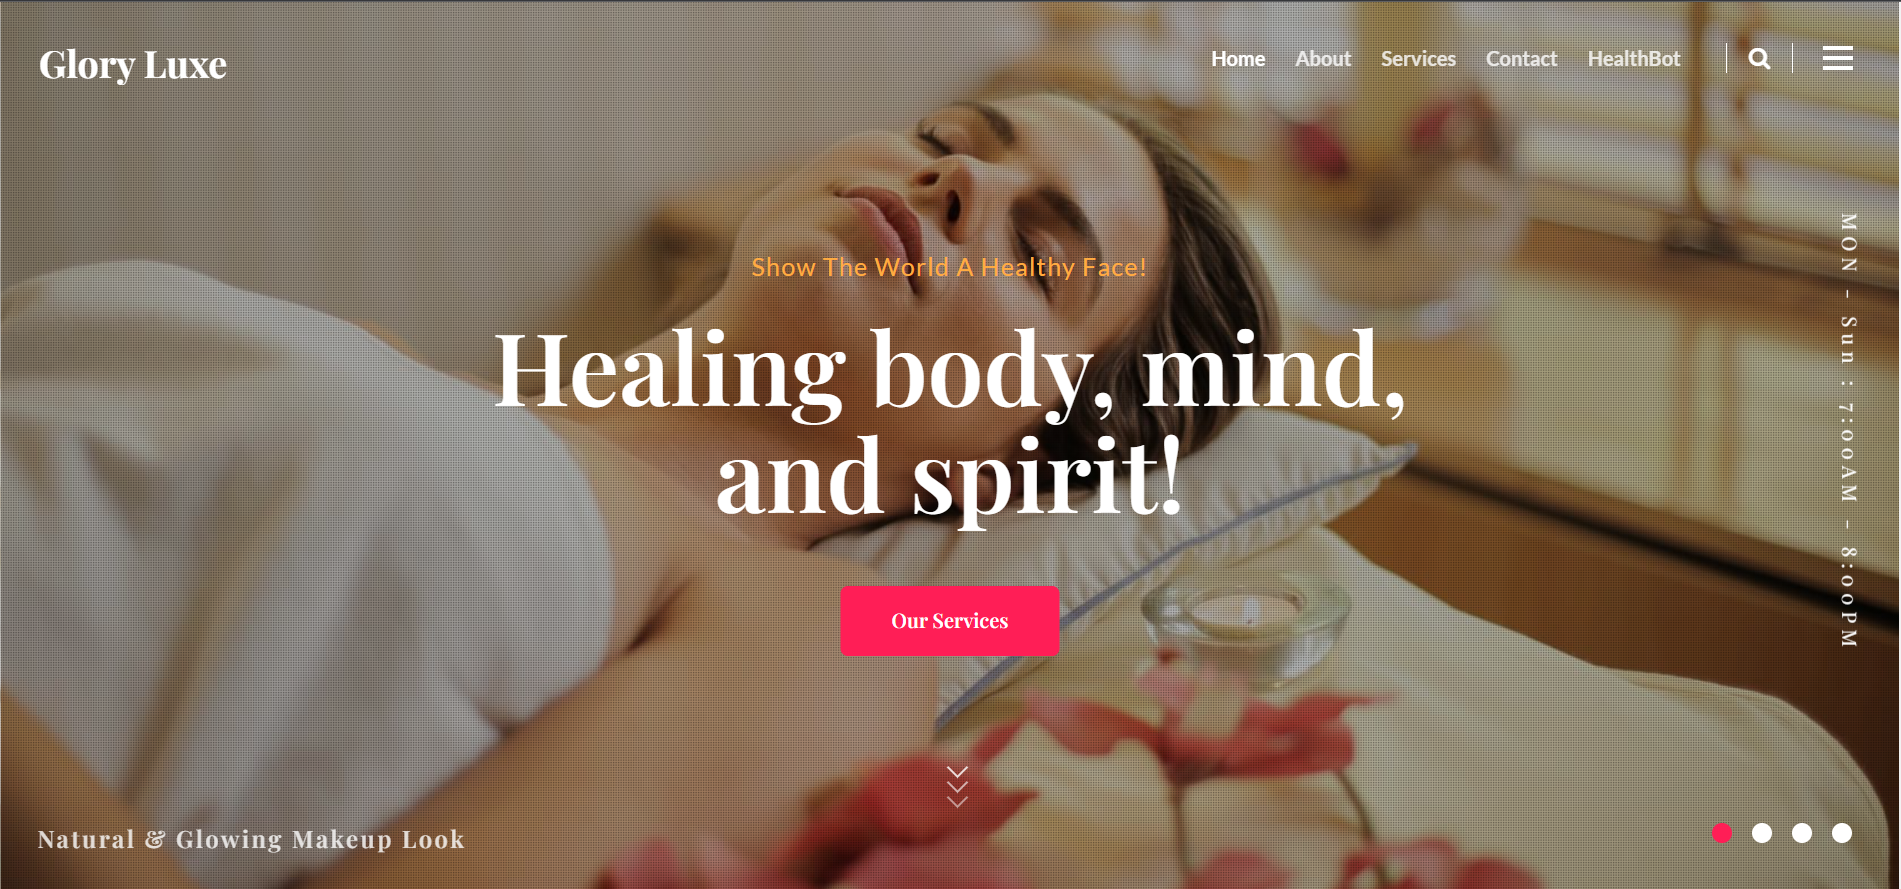 Glory Luxe
Home About Services Contact HealthBot
Show The World A Healthy Face!
Healing body, mind,
and spirit!
Our Services
MON - Sun : 7:00AM - 8:00PM
Natural & Glowing Makeup Look